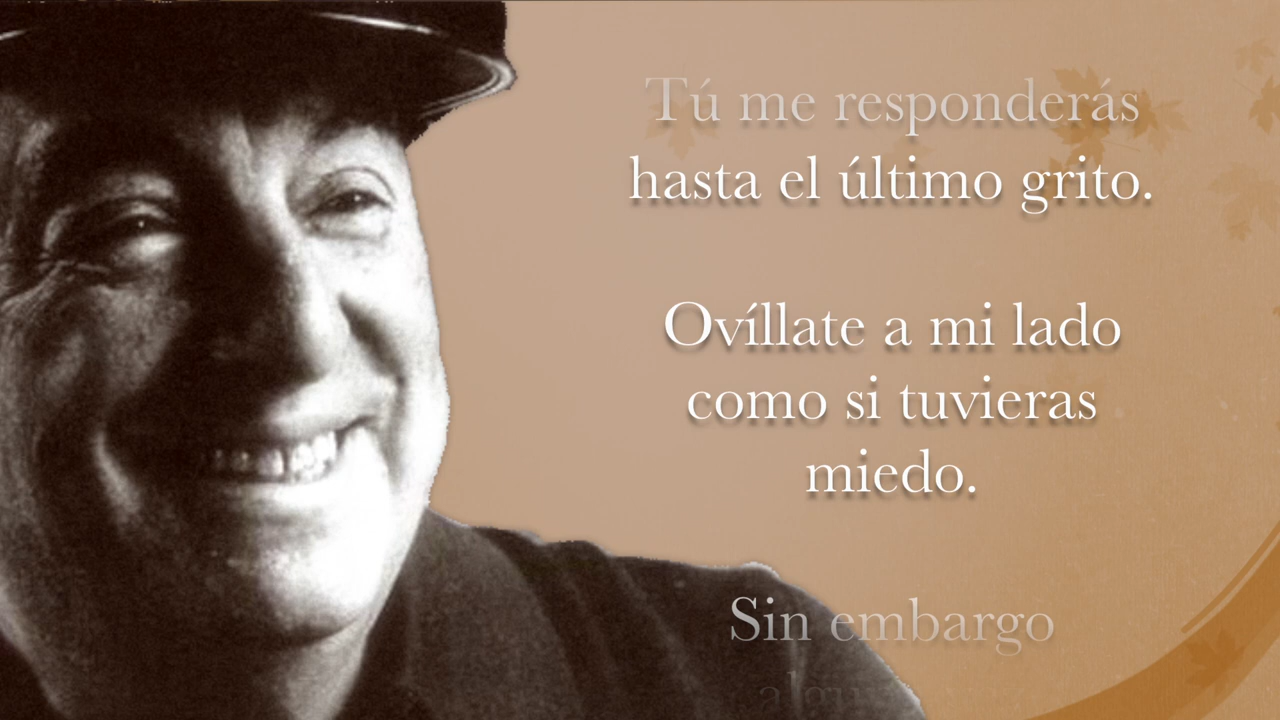 Tú me responderás
hasta el último grito.
Ovíllate a mi lado
como si tuvieras
miedo.
Sin embargo